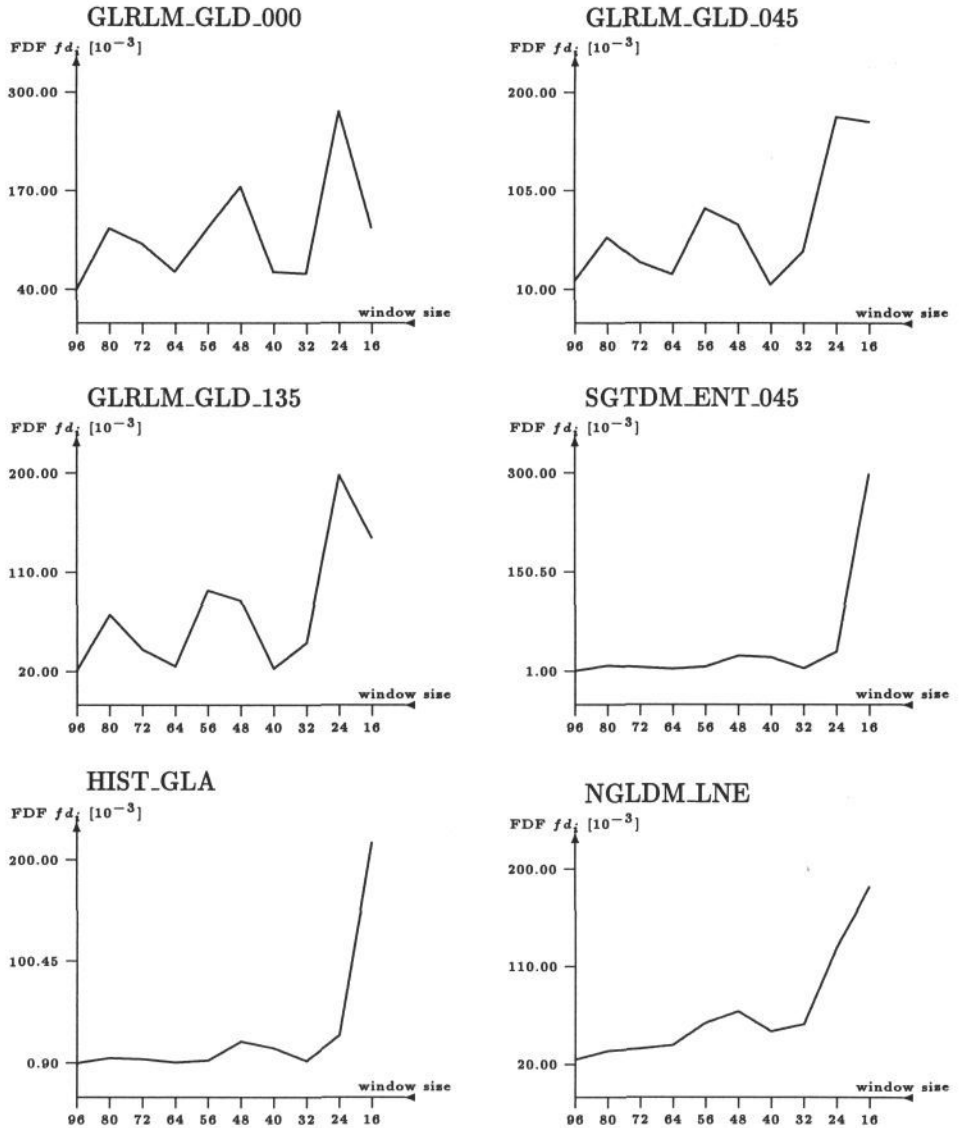 GLRLM_GLD_000
FDF fd; [10−3]
300.00
170.00
40.00
window size
96 80 72 64 56 48 40 32 24 16
GLRLM_GLD_045
FDF fd; [10−3]
200.00
105.00
10.00
window size
96 80 72 64 56 48 40 32 24 16
GLRLM_GLD_135
FDF fd; [10−3]
200.00
110.00
20.00
window size
96 80 72 64 56 48 40 32 24 16
SGTDM_ENT_045
FDF fd; [10−3]
300.00
150.50
1.00
window size
96 80 72 64 56 48 40 32 24 16
HIST_GLA
FDF fd; [10−3]
200.00
100.45
0.90
window size
96 80 72 64 56 48 40 32 24 16
NGLDM_LNE
FDF fd; [10−3]
200.00
110.00
20.00
window size
96 80 72 64 56 48 40 32 24 16